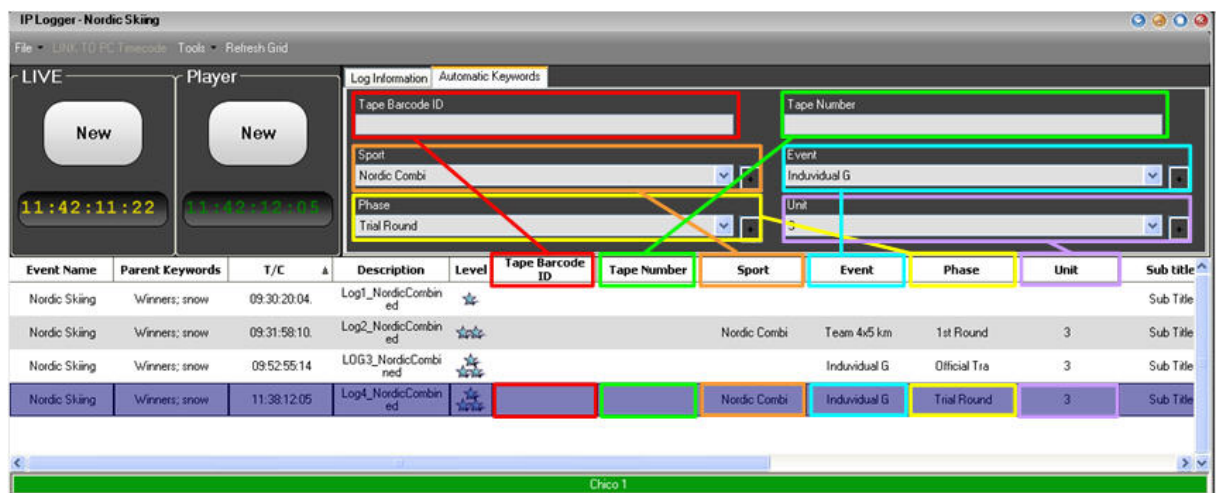 IP Logger - Nordic Skiing
File LINK TO PC Timecode Tools Refresh Grid
LIVE Player Log Information Automatic Keywords
Tape Barcode ID Tape Number
New New
Sport Event
Nordic Combi Induvidual G
11:42:11:22 11:42:12:05
Phase Unit
Trial Round 3
Event Name Parent Keywords T/C Description Level Tape Barcode ID Tape Number Sport Event Phase Unit Sub title
Nordic Skiing Winners; snow 09:30:20:04. Log1_NordicCombined Sub Title
Nordic Skiing Winners; snow 09:31:58:10. Log2_NordicCombined Nordic Combi Team 4x5 km 1st Round 3 Sub Title
Nordic Skiing Winners; snow 09:52:55:14 LOG3_NordicCombined Induvidual G Official Tra 3 Sub Title
Nordic Skiing Winners; snow 11:38:12:05 Log4_NordicCombined Nordic Combi Induvidual G Trial Round 3 Sub Title
Chico 1